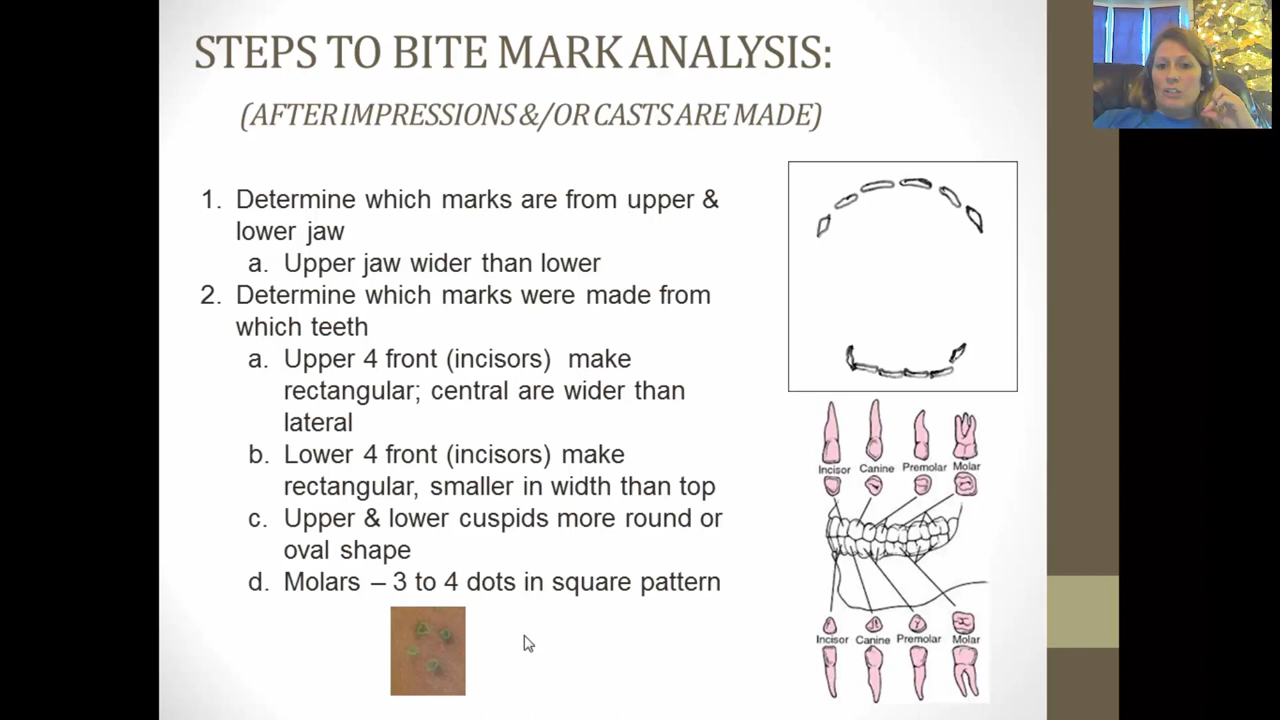 STEPS TO BITE MARK ANALYSIS:
(AFTER IMPRESSIONS &/OR CASTS ARE MADE)
1. Determine which marks are from upper &
lower jaw
a. Upper jaw wider than lower
2. Determine which marks were made from
which teeth
a. Upper 4 front (incisors) make
rectangular; central are wider than
lateral
b. Lower 4 front (incisors) make
rectangular, smaller in width than top
c. Upper & lower cuspids more round or
oval shape
d. Molars – 3 to 4 dots in square pattern
Incisor Canine Premolar Molar
Incisor Canine Premolar Molar